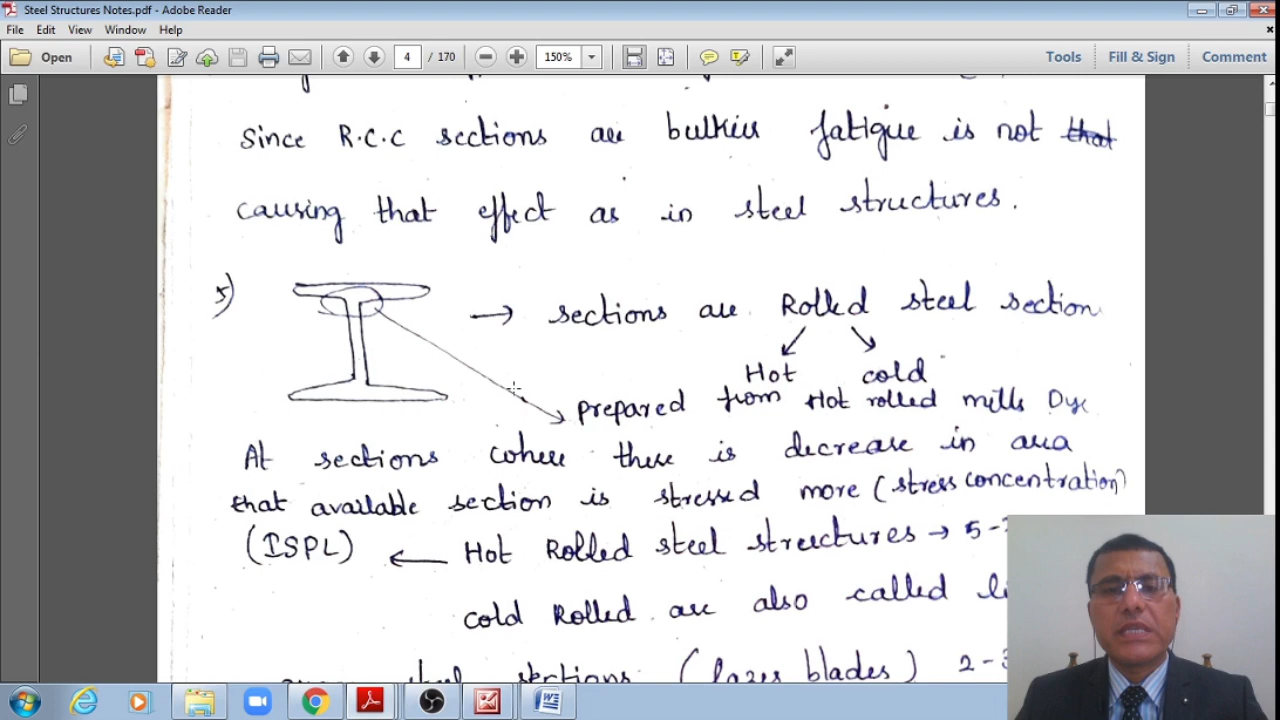 Steel Structures Notes.pdf - Adobe Reader
File Edit View Window Help
Open 4 / 170 150% Tools Fill & Sign Comment
Since R.C.C sections are bulkier fatigue is not that
causing that effect as in steel structures.
5) → sections are Rolled steel section
Hot cold
prepared from Hot rolled mills Dye
At sections where there is decrease in area
that available section is stressed more (stress concentration)
(ISPL) ← Hot Rolled steel structures → 5-
cold Rolled are also called
steel sections (lazer blades) 2-3